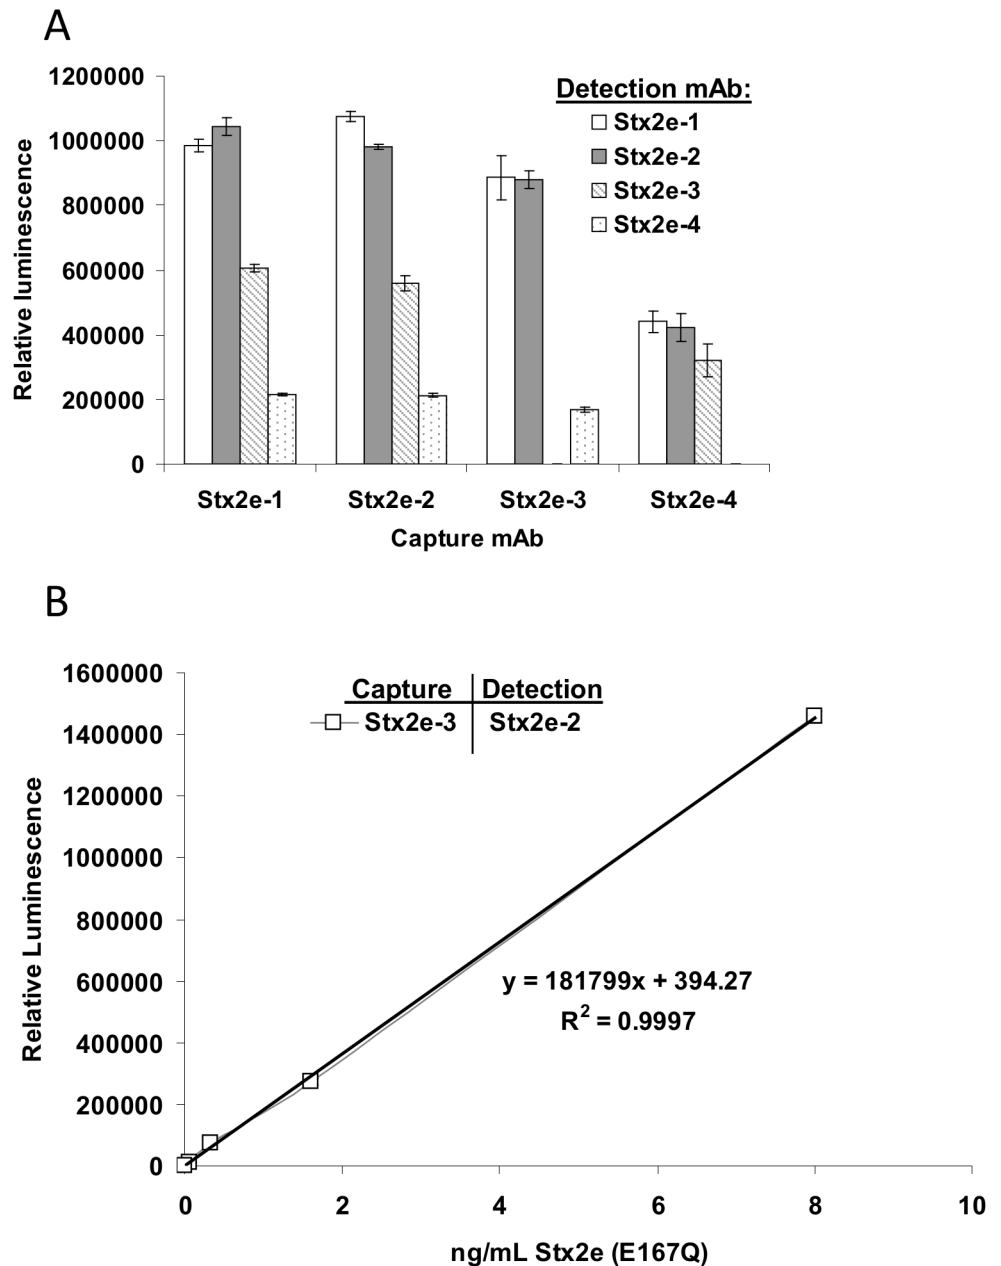 A
Detection mAb:
Stx2e-1
Stx2e-2
Stx2e-3
Stx2e-4
1200000
1000000
800000
600000
400000
200000
0
Relative luminescence
Stx2e-1 Stx2e-2 Stx2e-3 Stx2e-4
Capture mAb
B
Capture Detection
Stx2e-3 Stx2e-2
1600000
1400000
1200000
1000000
800000
600000
400000
200000
0
Relative Luminescence
y = 181799x + 394.27
R² = 0.9997
0 2 4 6 8 10
ng/mL Stx2e (E167Q)